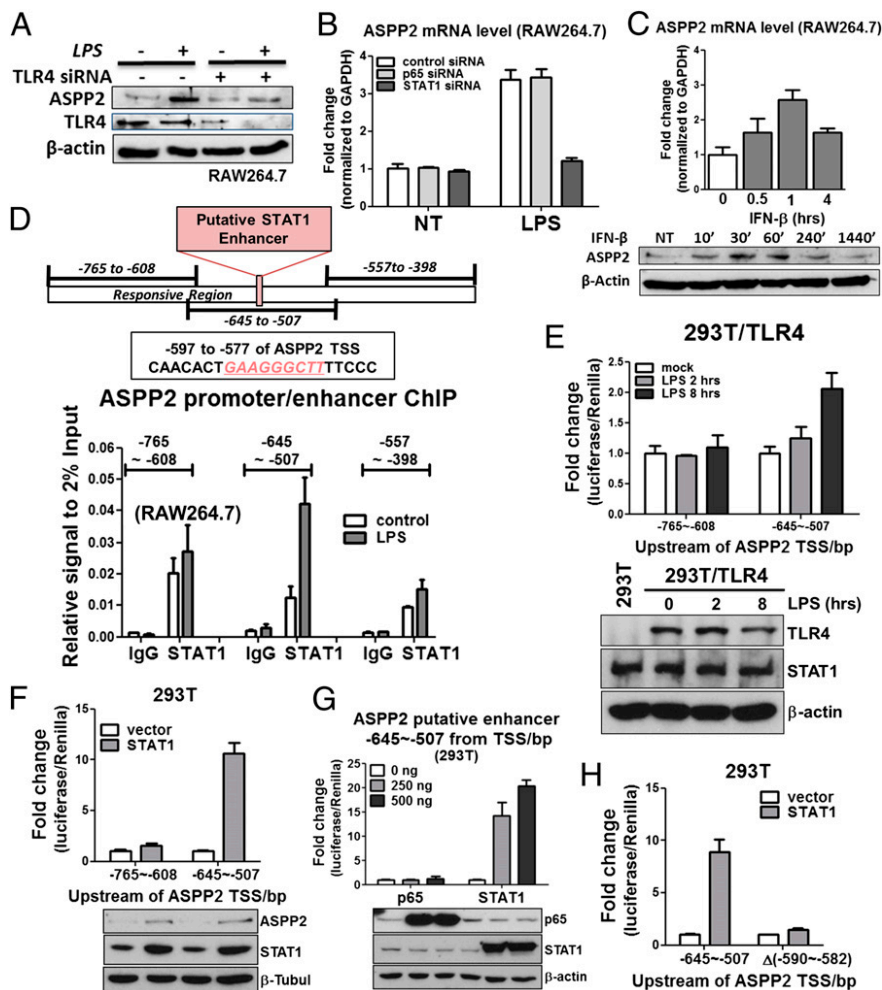 A
LPS - + - +
TLR4 siRNA - - + +
ASPP2
TLR4
β-actin
RAW264.7
B
ASPP2 mRNA level (RAW264.7)
Fold change
(normalized to GAPDH)
4
3
2
1
0
control siRNA
p65 siRNA
STAT1 siRNA
NT LPS
C
ASPP2 mRNA level (RAW264.7)
Fold change
(normalized to GAPDH)
4
3
2
1
0
0 0.5 1 4
IFN-β (hrs)
IFN-β NT 10’ 30’ 60’ 240’ 1440’
ASPP2
β-Actin
D
Putative STAT1
Enhancer
-765 to -608
-557to -398
Responsive Region
-645 to -507
-597 to -577 of ASPP2 TSS
CAACACTGAAGGGCTTTTCCC
ASPP2 promoter/enhancer ChIP
Relative signal to 2% Input
0.06
0.05
0.04
0.03
0.02
0.01
0.00
-765
~ -608
-645
~ -507
-557
~ -398
(RAW264.7)
control
LPS
IgG STAT1 IgG STAT1 IgG STAT1
E
293T/TLR4
Fold change
(luciferase/Renilla)
2.5
2.0
1.5
1.0
0.5
0.0
mock
LPS 2 hrs
LPS 8 hrs
-765~-608 -645~-507
Upstream of ASPP2 TSS/bp
293T
293T/TLR4
0 2 8 LPS (hrs)
TLR4
STAT1
β-actin
F
293T
Fold change
(luciferase/Renilla)
15
10
5
0
vector
STAT1
-765~-608 -645~-507
Upstream of ASPP2 TSS/bp
ASPP2
STAT1
β-Tubul
G
ASPP2 putative enhancer
-645~-507 from TSS/bp
(293T)
Fold change
(luciferase/Renilla)
25
20
15
10
5
0
0 ng
250 ng
500 ng
p65 STAT1
p65
STAT1
β-actin
H
293T
Fold change
(luciferase/Renilla)
15
10
5
0
vector
STAT1
-645~-507 Δ(-590~-582)
Upstream of ASPP2 TSS/bp